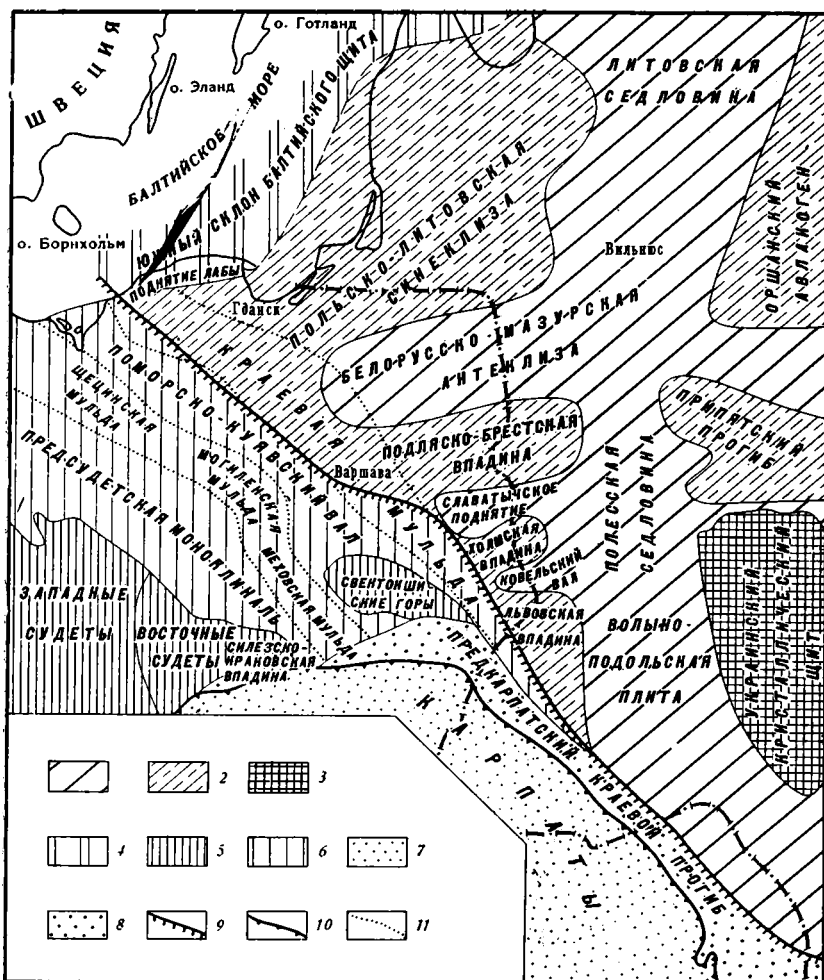 о. Готланд
ШВЕЦИЯ
о. Эланд
БАЛТИЙСКОЕ МОРЕ
ЮЖНЫЙ СКЛОН БАЛТИЙСКОГО ЩИТА
ЛИТОВСКАЯ
СЕДЛОВИНА
ОРШАНСКИЙ
АВЛАКОГЕН
о. Борнхольм
ПОДНЯТИЕ ЛАБЫ
Гданск
ПОЛЬСКО-ЛИТОВСКАЯ
СИНЕКЛИЗА
Вильнюс
БЕЛОРУССКО-МАЗУРСКАЯ
АНТЕКЛИЗА
КРАЕВАЯ МУЛЬДА
ПОМОРСКО-КУЯВСКИЙ ВАЛ
ЩЕЦИНСКАЯ
МУЛЬДА
МОГИЛЕНСКАЯ
МУЛЬДА
ПРЕДСУДЕТСКАЯ МОНОКЛИНАЛЬ
Варшава
ПОДЛЯСКО-БРЕСТСКАЯ
ВПАДИНА
ПРИПЯТСКИЙ
ПРОГИБ
СЛАВАТЫЧСКОЕ
ПОДНЯТИЕ
ХОЛМСКАЯ
ВПАДИНА
КОВЕЛЬСКИЙ
ВАЛ
ПОЛЕССКАЯ
СЕДЛОВИНА
МЕХОВСКАЯ МУЛЬДА
СВЕНТОКШИ
СКИЕ ГОРЫ
ЛЬВОВСКАЯ
ВПАДИНА
ЗАПАДНЫЕ
СУДЕТЫ
ВОСТОЧНЫЕ
СУДЕТЫ
СИЛЕЗСКО-
КРАКОВСКАЯ
ВПАДИНА
ВОЛЫНО-
ПОДОЛЬСКАЯ
ПЛИТА
УКРАИНСКИЙ
КРИСТАЛЛИЧЕСКИЙ
ЩИТ
ПРЕДКАРПАТСКИЙ КРАЕВОЙ ПРОГИБ
КАРПАТЫ
2
3
4
5
6
7
8
9
10
11